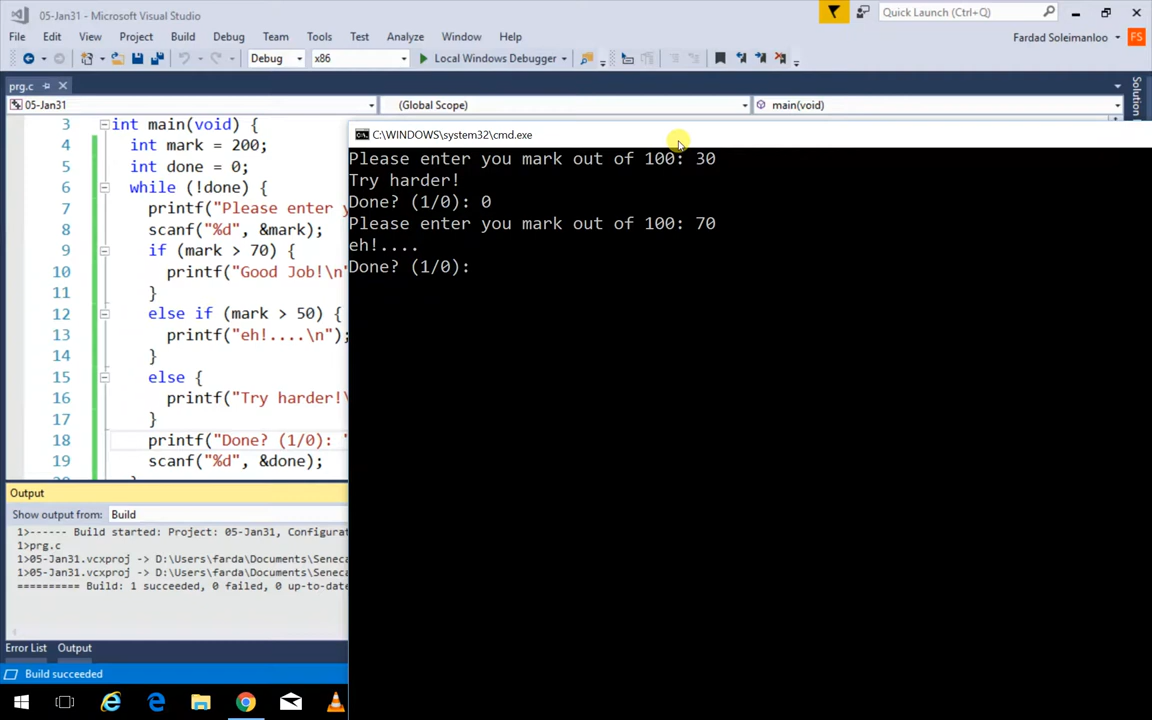 05-Jan31 - Microsoft Visual Studio
Quick Launch (Ctrl+Q)
File Edit View Project Build Debug Team Tools Test Analyze Window Help
Fardad Soleimanloo FS
Debug x86 Local Windows Debugger
prg.c
05-Jan31 (Global Scope) main(void)
Solution
3 int main(void) {
4 int mark = 200;
5 int done = 0;
6 while (!done) {
7 printf("Please enter y
8 scanf("%d", &mark);
9 if (mark > 70) {
10 printf("Good Job!\n"
11 }
12 else if (mark > 50) {
13 printf("eh!....\n");
14 }
15 else {
16 printf("Try harder!\
17 }
18 printf("Done? (1/0): "
19 scanf("%d", &done);
C:\WINDOWS\system32\cmd.exe
Please enter you mark out of 100: 30
Try harder!
Done? (1/0): 0
Please enter you mark out of 100: 70
eh!....
Done? (1/0):
Output
Show output from: Build
1>------ Build started: Project: 05-Jan31, Configurat
1>prg.c
1>05-Jan31.vcxproj -> D:\Users\farda\Documents\Seneca
1>05-Jan31.vcxproj -> D:\Users\farda\Documents\Seneca
========== Build: 1 succeeded, 0 failed, 0 up-to-date
Error List Output
Build succeeded